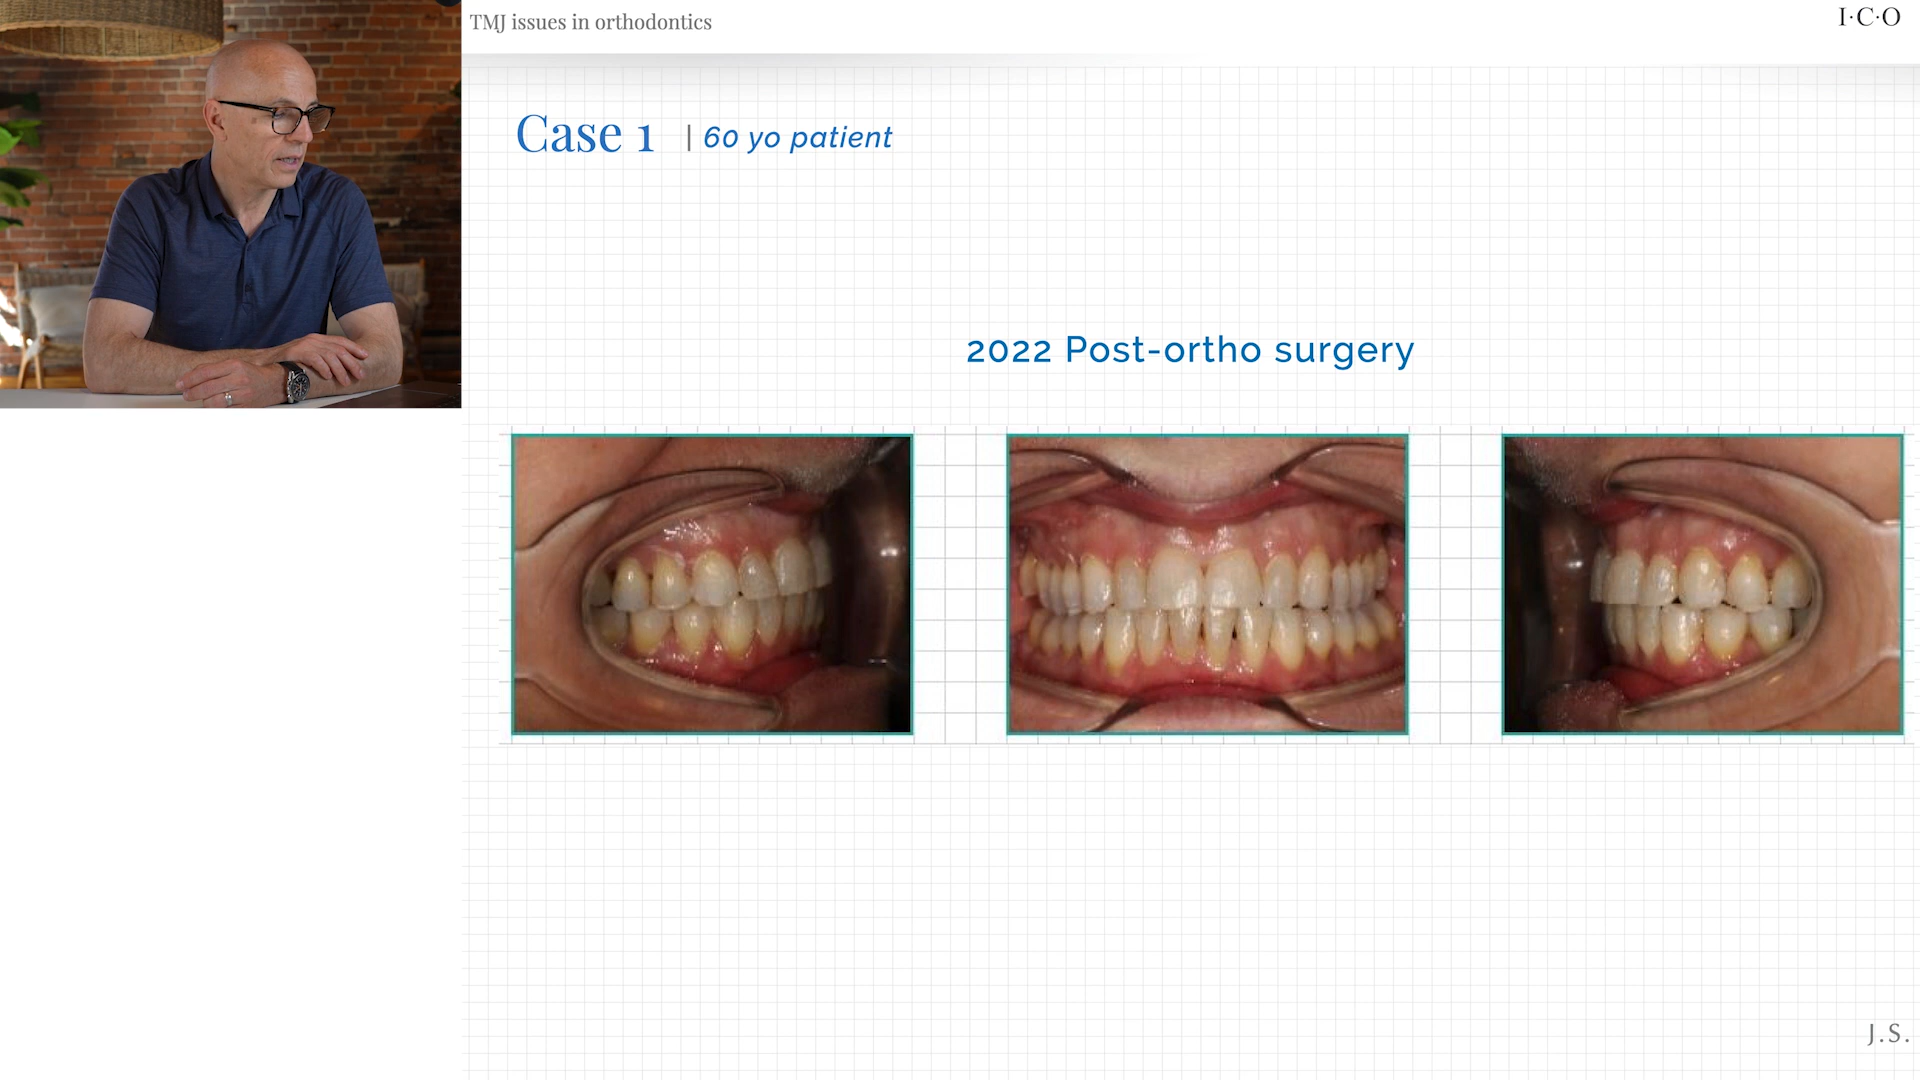 TMJ issues in orthodontics
I·C·O
Case 1 | 60 yo patient
2022 Post-ortho surgery
J.S.